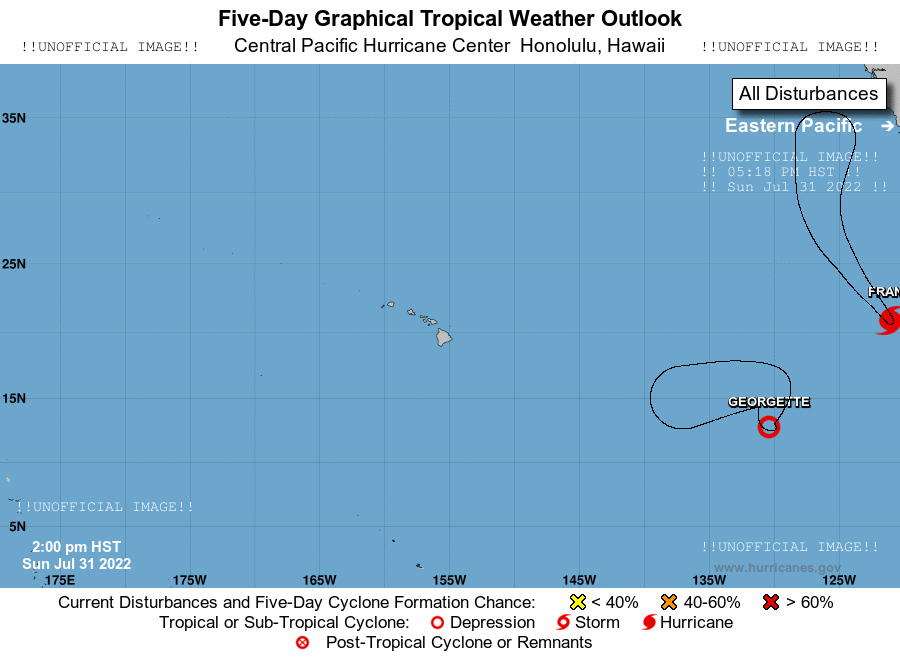 Five-Day Graphical Tropical Weather Outlook
!!UNOFFICIAL IMAGE!! Central Pacific Hurricane Center Honolulu, Hawaii !!UNOFFICIAL IMAGE!!
All Disturbances
35N
Eastern Pacific →
!!UNOFFICIAL IMAGE!!
!! 05:18 PM HST !!
!! Sun Jul 31 2022 !!
25N
FRAN
15N
GEORGETTE
!!UNOFFICIAL IMAGE!!
5N
2:00 pm HST
Sun Jul 31 2022
!!UNOFFICIAL IMAGE!!
www.hurricanes.gov
175E 175W 165W 155W 145W 135W 125W
Current Disturbances and Five-Day Cyclone Formation Chance: < 40% 40-60% > 60%
Tropical or Sub-Tropical Cyclone: Depression Storm Hurricane
Post-Tropical Cyclone or Remnants